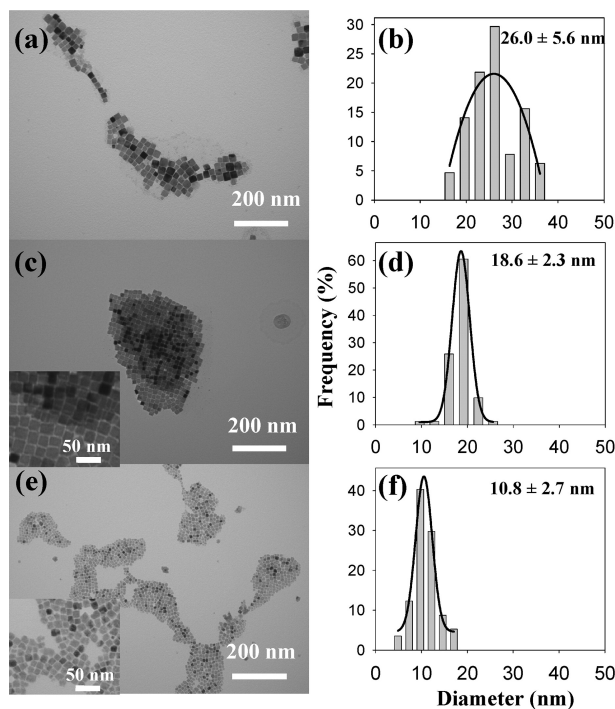 (a)
200 nm
(b)
26.0 ± 5.6 nm
30
25
20
15
10
5
0
0 10 20 30 40 50
(c)
50 nm
200 nm
(d)
18.6 ± 2.3 nm
60
50
40
30
20
10
0
0 10 20 30 40 50
Frequency (%)
(e)
50 nm
200 nm
(f)
10.8 ± 2.7 nm
40
30
20
10
0
0 10 20 30 40 50
Diameter (nm)